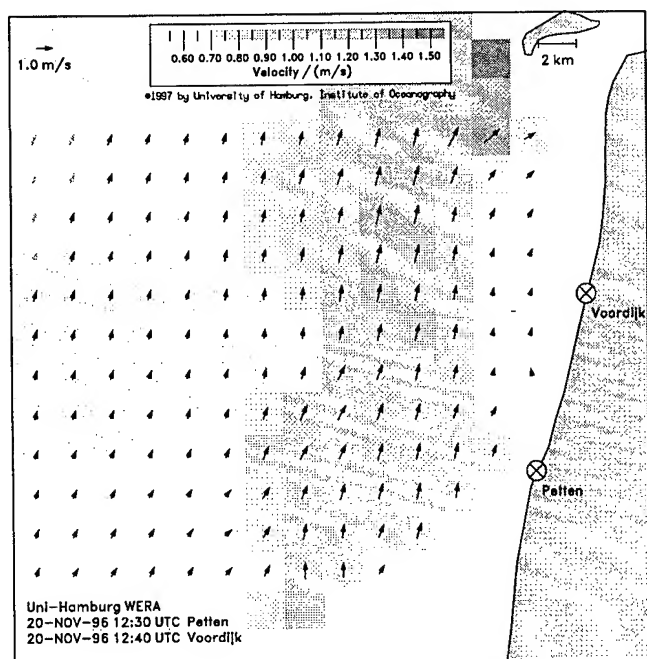 1.0 m/s
0.60 0.70 0.80 0.90 1.00 1.10 1.20 1.30 1.40 1.50
Velocity / (m/s)
©1997 by University of Hamburg, Institute of Oceanography
2 km
Voordijk
Petten
Uni-Hamburg WERA
20-NOV-96 12:30 UTC Petten
20-NOV-96 12:40 UTC Voordijk